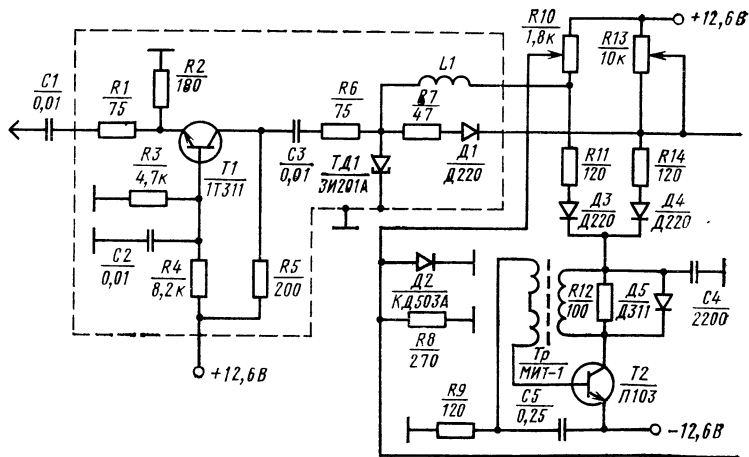 C1
0,01
R1
75
R2
180
R3
4,7к
C2
0,01
R4
8,2к
+12,6В
T1
1Т311
R5
200
C3
0,01
R6
75
ТД1
3И201А
L1
R7
47
Д1
Д220
R10
1,8к
R13
10к
+12,6В
R11
120
R14
120
Д3
Д220
Д4
Д220
Д2
КД503А
R8
270
R9
120
Тр
МИТ-1
C5
0,25
R12
100
Д5
Д311
C4
2200
T2
П103
-12,6В